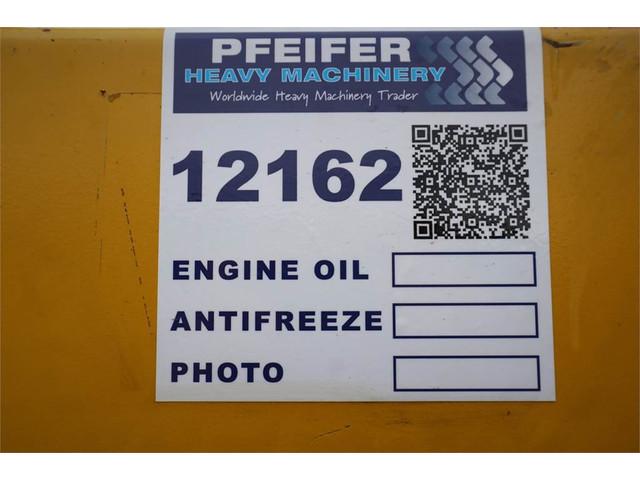 PFEIFER
HEAVY MACHINERY
Worldwide Heavy Machinery Trader
12162
ENGINE OIL
ANTIFREEZE
PHOTO